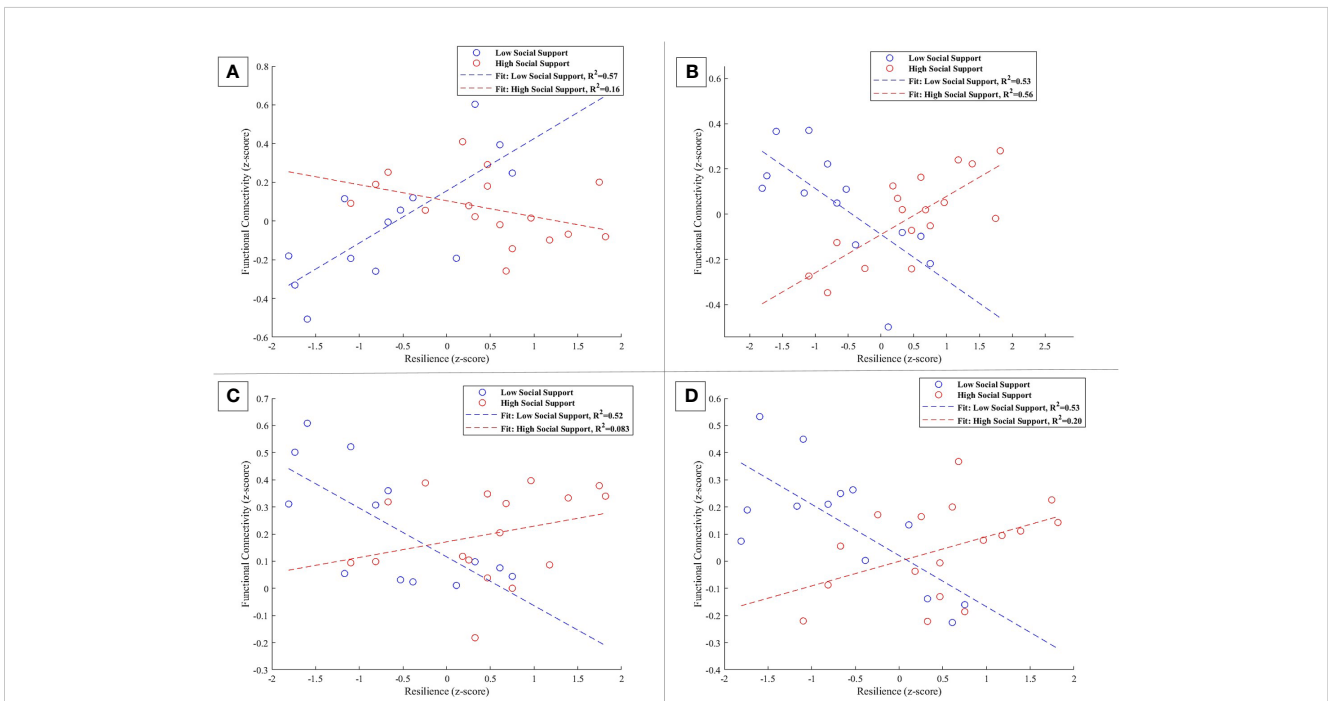 A
Low Social Support
High Social Support
Fit: Low Social Support, R²=0.57
Fit: High Social Support, R²=0.16
Functional Connectivity (z-scoore)
0.8
0.6
0.4
0.2
0
-0.2
-0.4
-0.6
-2 -1.5 -1 -0.5 0 0.5 1 1.5 2
Resilience (z-score)
B
Low Social Support
High Social Support
Fit: Low Social Support, R²=0.53
Fit: High Social Support, R²=0.56
Functional Connectivity (z-scoore)
0.6
0.4
0.2
0
-0.2
-0.4
-2 -1.5 -1 -0.5 0 0.5 1 1.5 2 2.5
Resilience (z-score)
C
Low Social Support
High Social Support
Fit: Low Social Support, R²=0.52
Fit: High Social Support, R²=0.083
Functional Connectivity (z-scoore)
0.7
0.6
0.5
0.4
0.3
0.2
0.1
0
-0.1
-0.2
-0.3
-2 -1.5 -1 -0.5 0 0.5 1 1.5 2
Resilience (z-score)
D
Low Social Support
High Social Support
Fit: Low Social Support, R²=0.53
Fit: High Social Support, R²=0.20
Functional Connectivity (z-scoore)
0.6
0.5
0.4
0.3
0.2
0.1
0
-0.1
-0.2
-0.3
-0.4
-2 -1.5 -1 -0.5 0 0.5 1 1.5 2
Resilience (z-score)